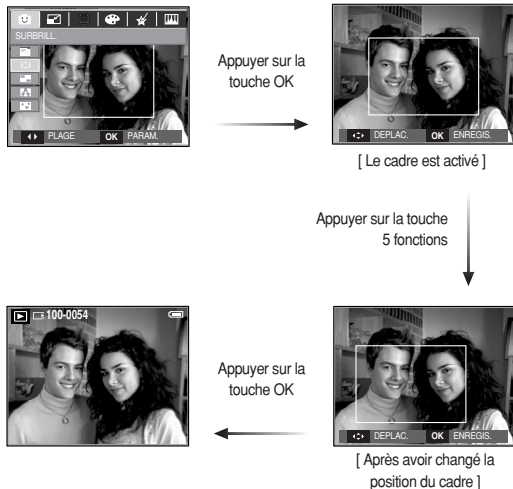 SURBRILL.
PLAGE OK PARAM.
Appuyer sur la
touche OK
DEPLAC. OK ENREGIS.
[ Le cadre est activé ]
Appuyer sur la touche
5 fonctions
DEPLAC. OK ENREGIS.
[ Après avoir changé la
position du cadre ]
Appuyer sur la
touche OK
100-0054